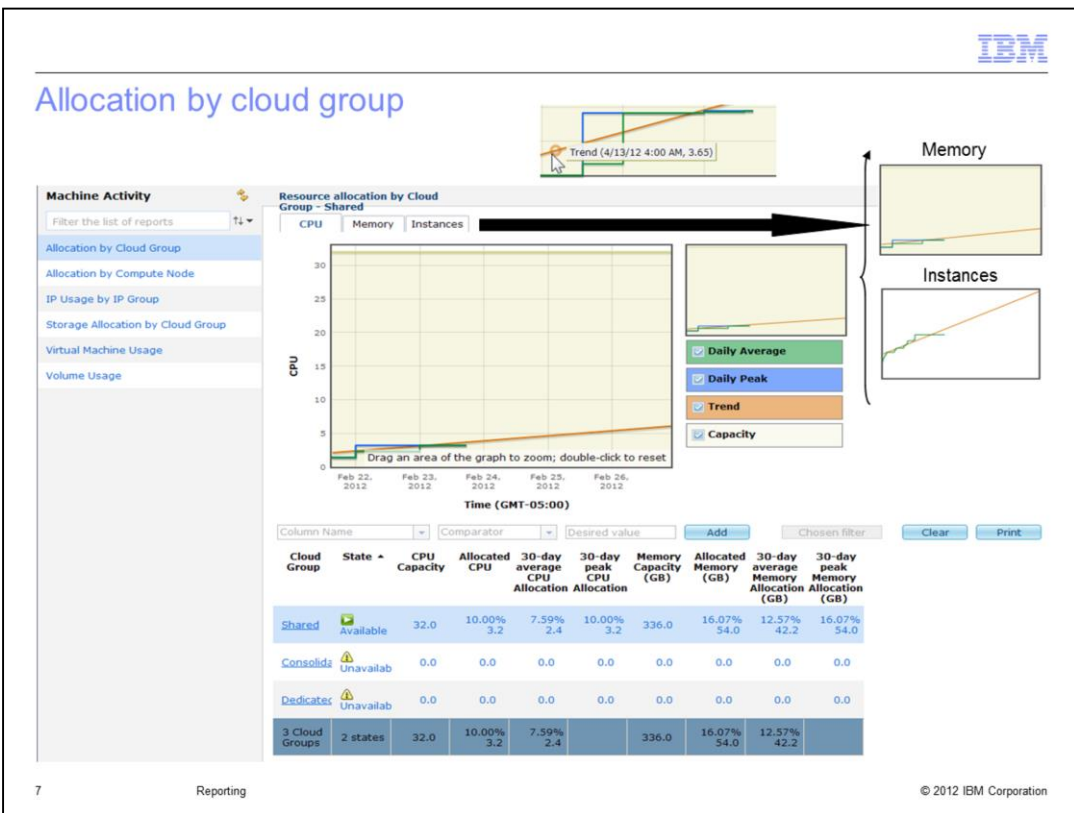 IBM
Allocation by cloud group
Trend (4/13/12 4:00 AM, 3.65)
Memory
Instances
Machine Activity
Filter the list of reports
Allocation by Cloud Group
Allocation by Compute Node
IP Usage by IP Group
Storage Allocation by Cloud Group
Virtual Machine Usage
Volume Usage
Resource allocation by Cloud
Group - Shared
CPU Memory Instances
30
25
20
15
10
5
0
CPU
Drag an area of the graph to zoom; double-click to reset
Feb 22, Feb 23, Feb 24, Feb 25, Feb 26,
2012 2012 2012 2012 2012
Time (GMT-05:00)
Daily Average
Daily Peak
Trend
Capacity
Column Name Comparator Desired value Add Chosen filter Clear Print
Cloud State CPU Allocated 30-day 30-day Memory Allocated 30-day 30-day
Group Capacity CPU average peak Capacity Memory average peak
CPU CPU (GB) (GB) Memory Memory
Allocation Allocation Allocation Allocation
(GB) (GB)
Shared Available 32.0 10.00% 7.59% 10.00% 336.0 16.07% 12.57% 16.07%
3.2 2.4 3.2 54.0 42.2 54.0
Consolida Unavailab 0.0 0.0 0.0 0.0 0.0 0.0 0.0 0.0
Dedicated Unavailab 0.0 0.0 0.0 0.0 0.0 0.0 0.0 0.0
3 Cloud 2 states 32.0 10.00% 7.59% 336.0 16.07% 12.57%
Groups 3.2 2.4 54.0 42.2
7 Reporting © 2012 IBM Corporation